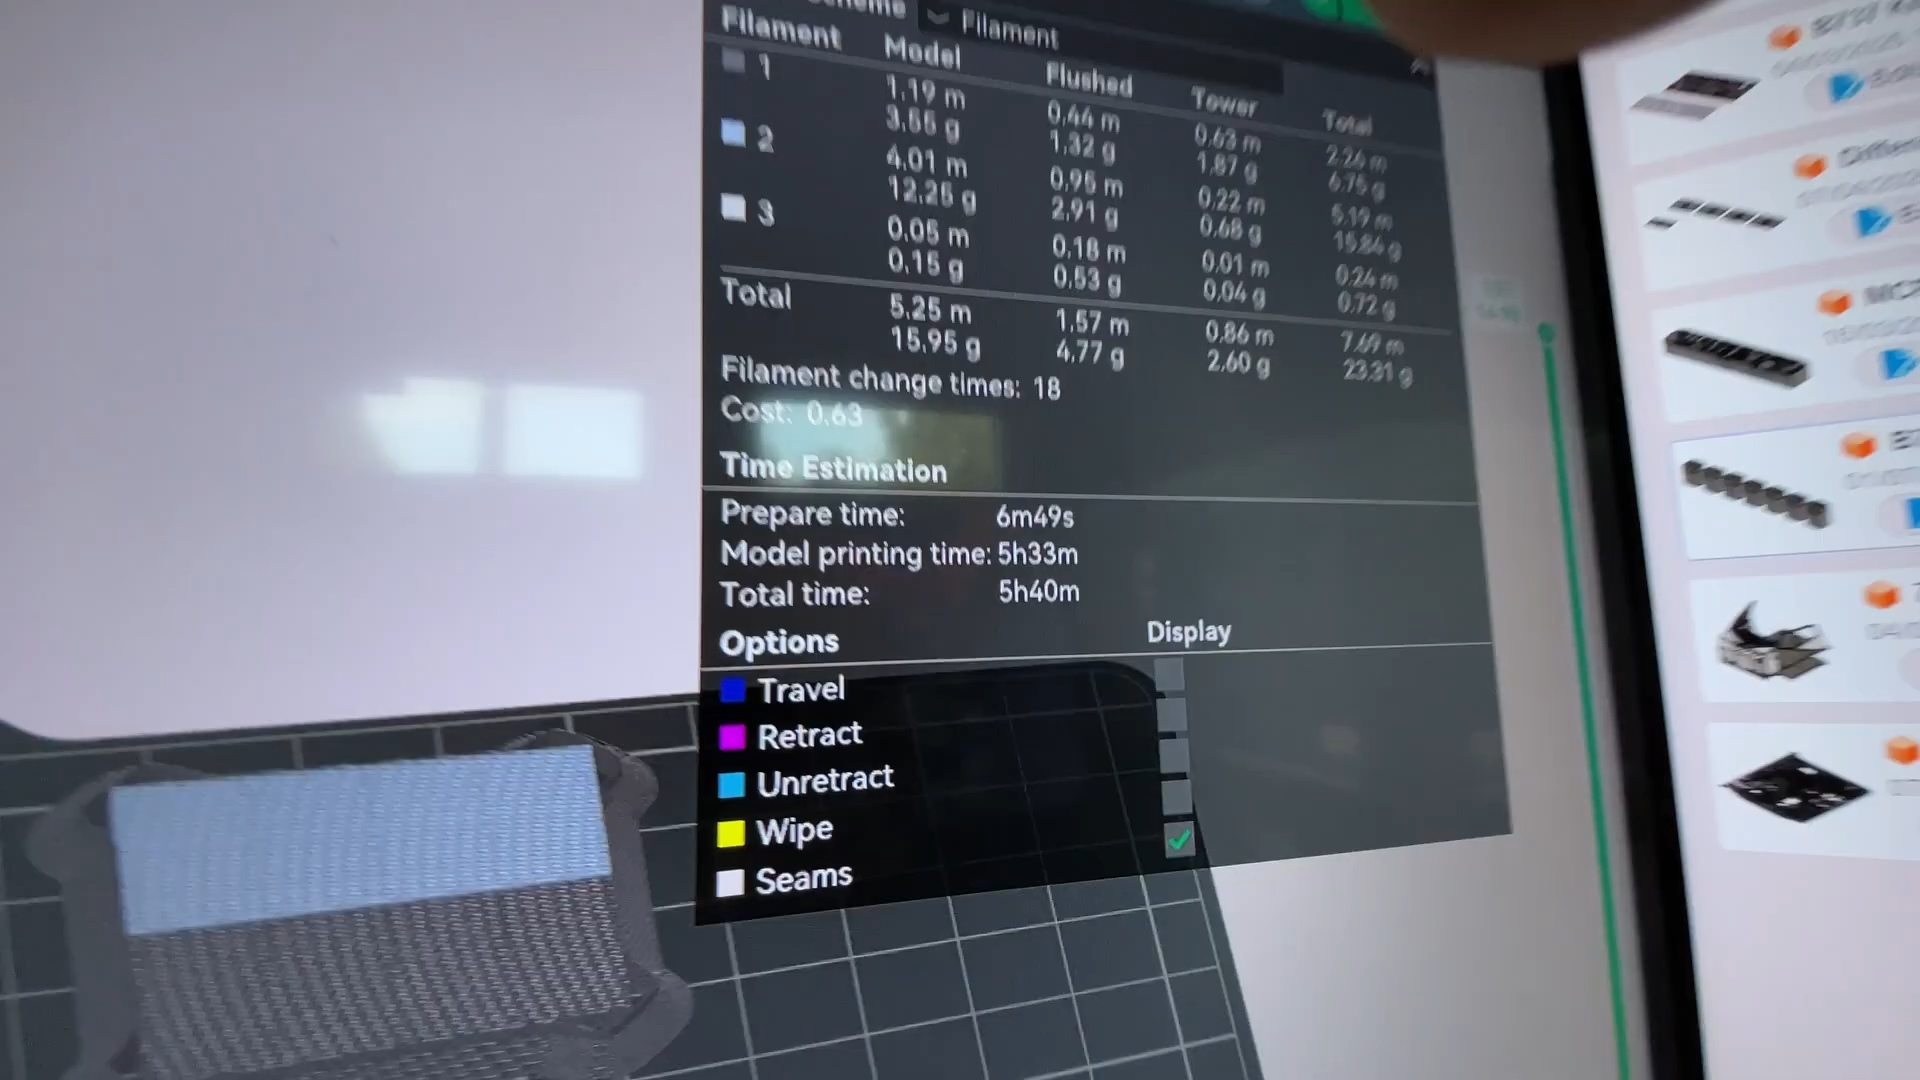 Filament
Filament Model Flushed Tower Total
1 1.19 m 0.44 m 0.63 m 2.26 m
3.55 g 1.32 g 1.87 g 6.75 g
2 4.01 m 0.95 m 0.22 m 5.19 m
12.25 g 2.91 g 0.68 g 15.84 g
3 0.05 m 0.18 m 0.01 m 0.24 m
0.15 g 0.53 g 0.04 g 0.72 g
Total 5.25 m 1.57 m 0.86 m 7.69 m
15.95 g 4.77 g 2.60 g 23.31 g
Filament change times: 18
Cost: 0.63
Time Estimation
Prepare time: 6m49s
Model printing time: 5h33m
Total time: 5h40m
Options Display
Travel
Retract
Unretract
Wipe
Seams